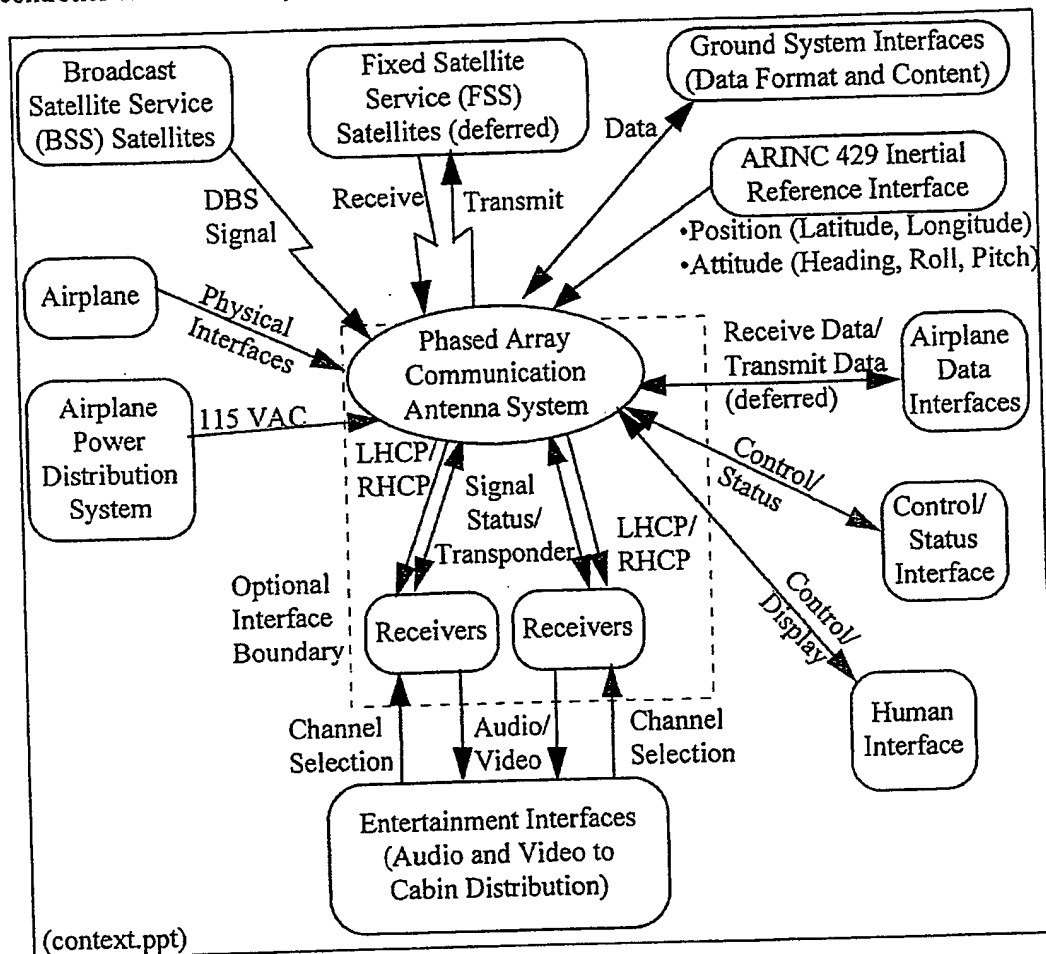 Broadcast
Satellite Service
(BSS) Satellites
Fixed Satellite
Service (FSS)
Satellites (deferred)
Ground System Interfaces
(Data Format and Content)
Data
ARINC 429 Inertial
Reference Interface
•Position (Latitude, Longitude)
•Attitude (Heading, Roll, Pitch)
DBS
Signal
Receive
Transmit
Airplane
Physical
Interfaces
Phased Array
Communication
Antenna System
Receive Data/
Transmit Data
(deferred)
Airplane
Data
Interfaces
Airplane
Power
Distribution
System
115 VAC
LHCP/
RHCP
Signal
Status/
Transponder
LHCP/
RHCP
Control/
Status
Control/
Status
Interface
Optional
Interface
Boundary
Receivers
Receivers
Control/
Display
Human
Interface
Channel
Selection
Audio/
Video
Channel
Selection
Entertainment Interfaces
(Audio and Video to
Cabin Distribution)
(context.ppt)